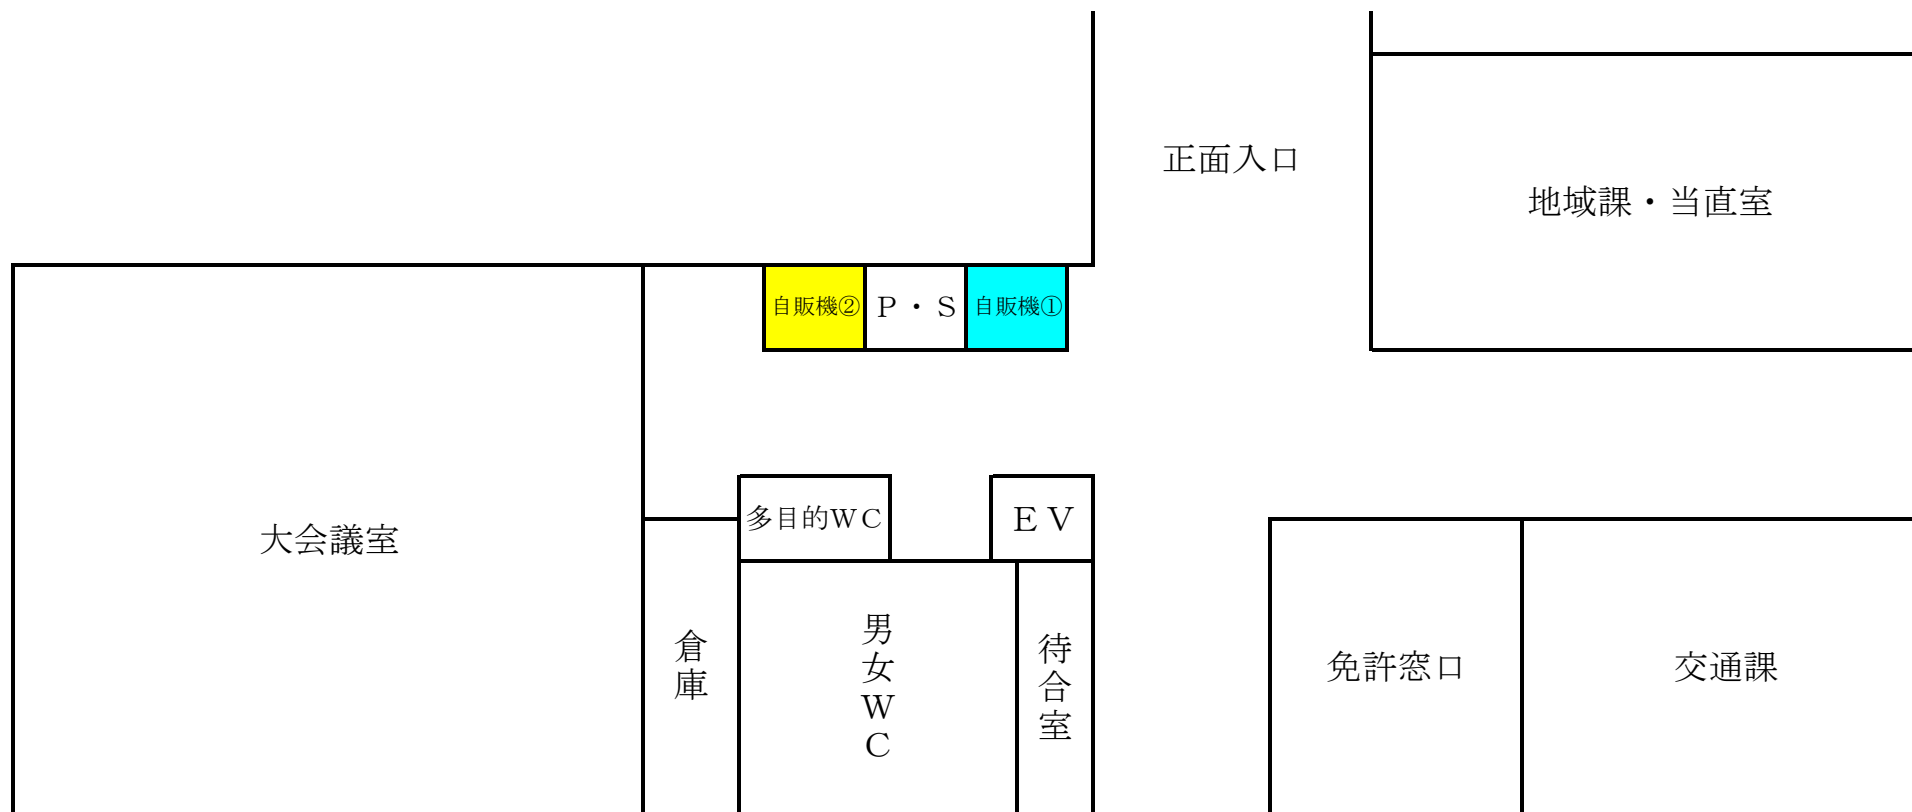 正面入口
地域課・当直室
自販機②
Ｐ・Ｓ
自販機①
大会議室
多目的ＷＣ
ＥＶ
倉庫
男女ＷＣ
待合室
免許窓口
交通課